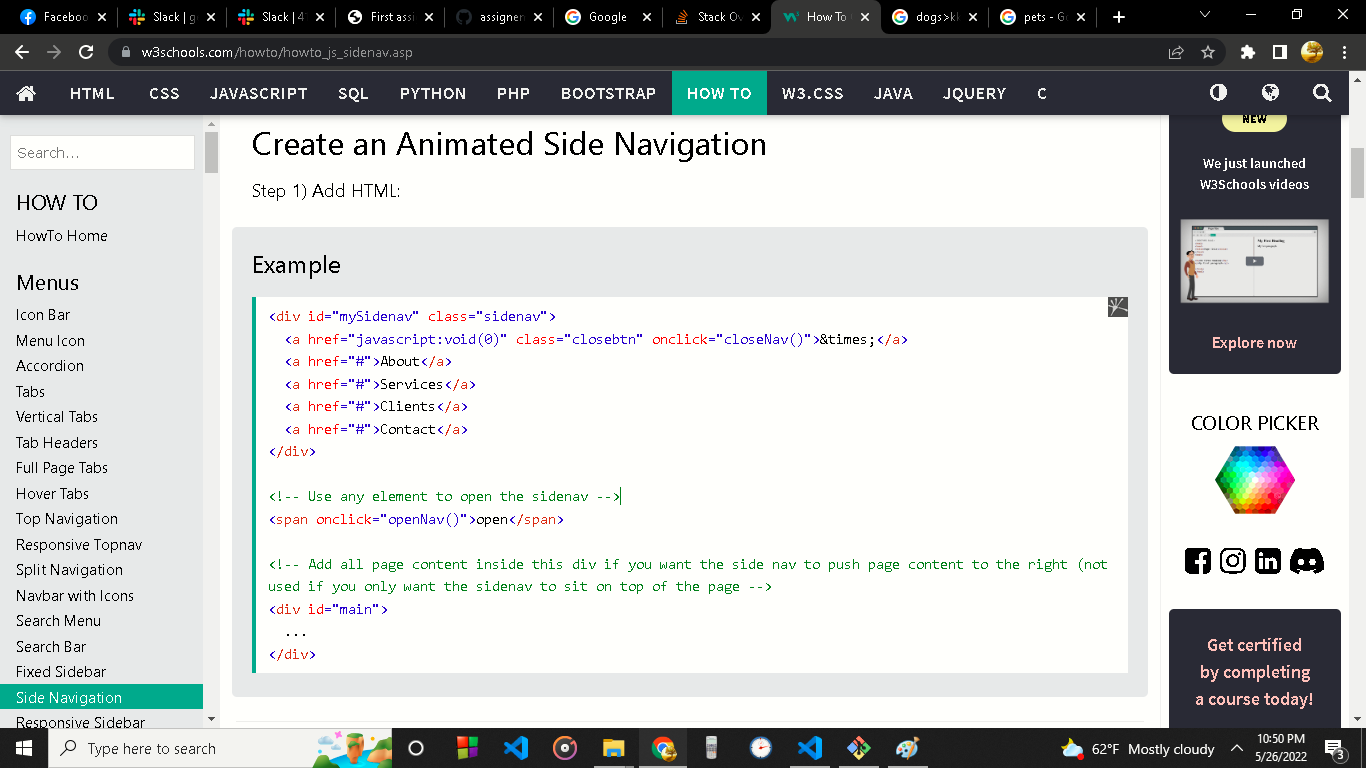 Faceboo
Slack | g
Slack | 4
First assi
assignen
Google
Stack Ov
How To
dogs>kk
pets - G
w3schools.com/howto/howto_js_sidenav.asp
HTML CSS JAVASCRIPT SQL PYTHON PHP BOOTSTRAP HOW TO W3.CSS JAVA JQUERY C
Search...
HOW TO
HowTo Home
Menus
Icon Bar
Menu Icon
Accordion
Tabs
Vertical Tabs
Tab Headers
Full Page Tabs
Hover Tabs
Top Navigation
Responsive Topnav
Split Navigation
Navbar with Icons
Search Menu
Search Bar
Fixed Sidebar
Side Navigation
Responsive Sidebar
Create an Animated Side Navigation
Step 1) Add HTML:
Example
<div id="mySidenav" class="sidenav">
  <a href="javascript:void(0)" class="closebtn" onclick="closeNav()">&times;</a>
  <a href="#">About</a>
  <a href="#">Services</a>
  <a href="#">Clients</a>
  <a href="#">Contact</a>
</div>
<!-- Use any element to open the sidenav -->
<span onclick="openNav()">open</span>
<!-- Add all page content inside this div if you want the side nav to push page content to the right (not
used if you only want the sidenav to sit on top of the page -->
<div id="main">
  ...
</div>
NEW
We just launched
W3Schools videos
Explore now
COLOR PICKER
Get certified
by completing
a course today!
Type here to search
62°F Mostly cloudy
10:50 PM
5/26/2022
3